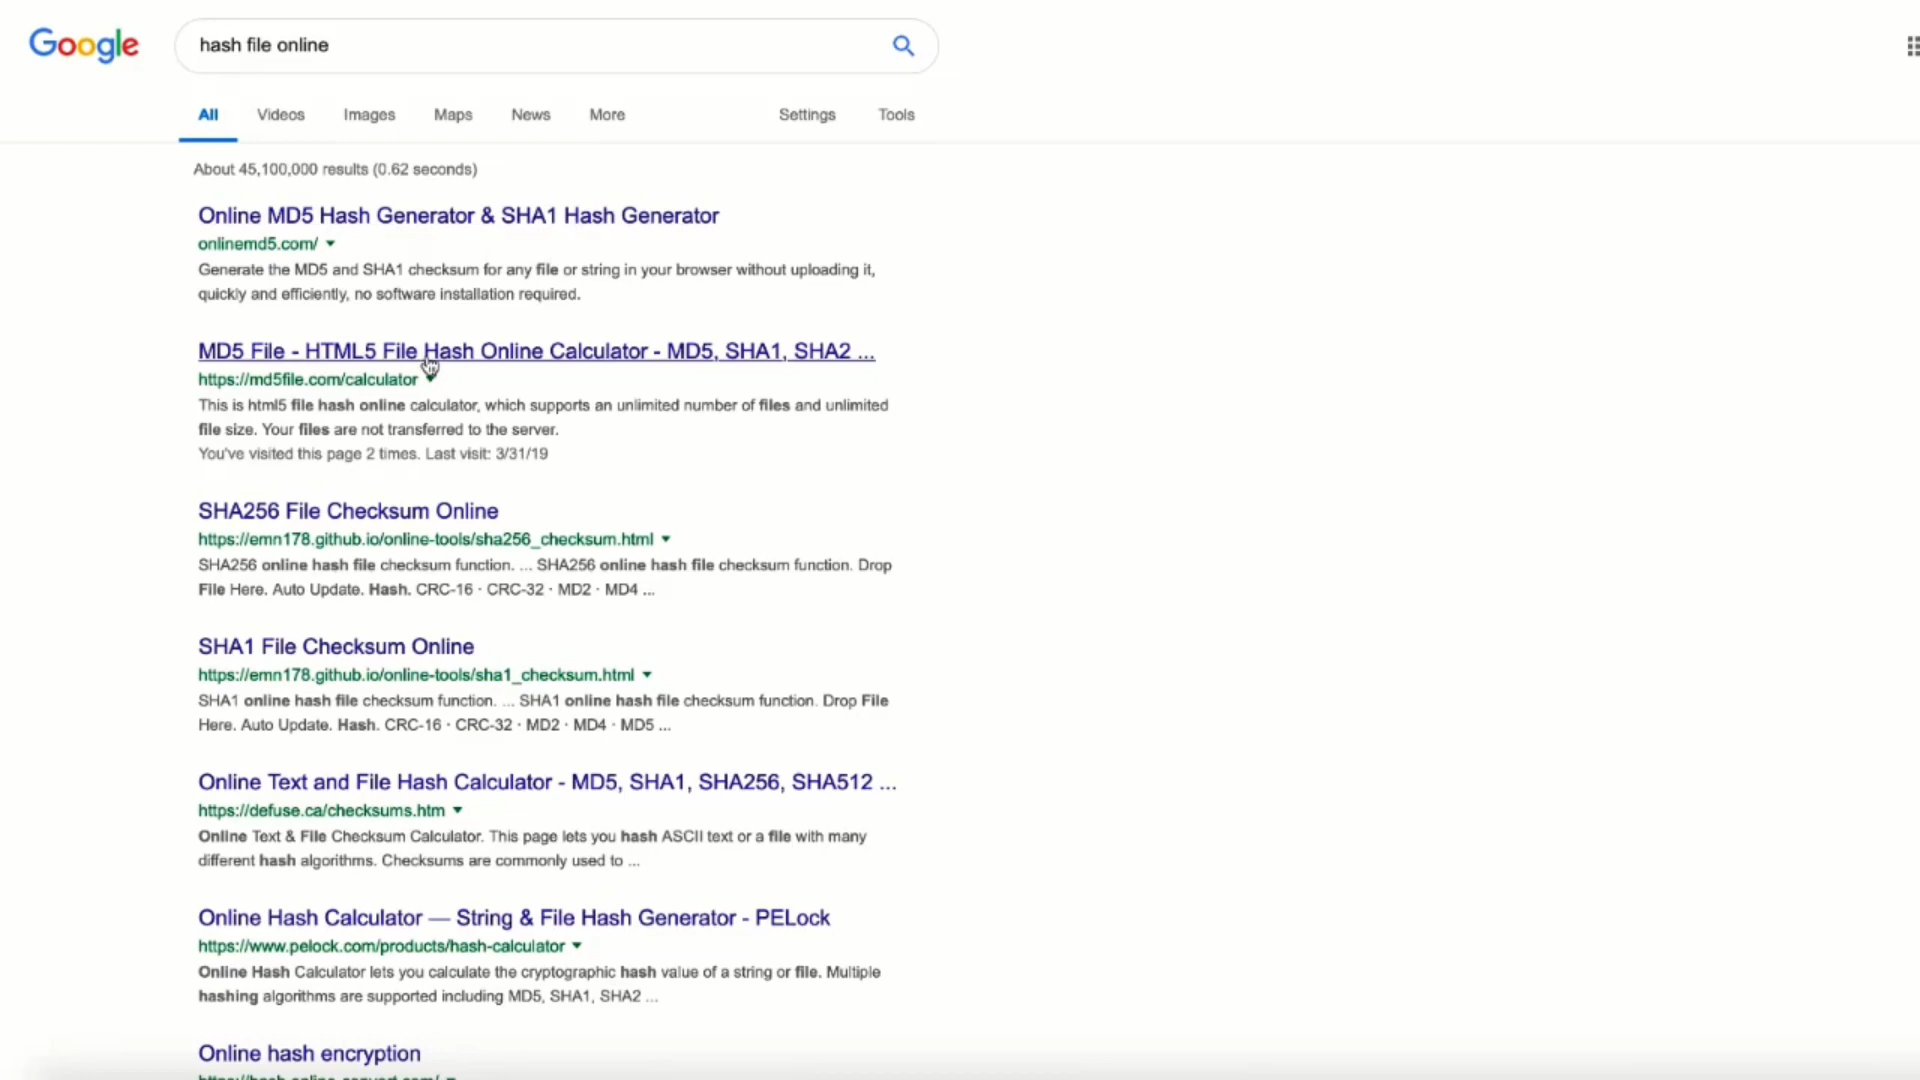 Google
hash file online
All Videos Images Maps News More Settings Tools
About 45,100,000 results (0.62 seconds)
Online MD5 Hash Generator & SHA1 Hash Generator
onlinemd5.com/
Generate the MD5 and SHA1 checksum for any file or string in your browser without uploading it,
quickly and efficiently, no software installation required.
MD5 File - HTML5 File Hash Online Calculator - MD5, SHA1, SHA2 ...
https://md5file.com/calculator
This is html5 file hash online calculator, which supports an unlimited number of files and unlimited
file size. Your files are not transferred to the server.
You've visited this page 2 times. Last visit: 3/31/19
SHA256 File Checksum Online
https://emn178.github.io/online-tools/sha256_checksum.html
SHA256 online hash file checksum function. ... SHA256 online hash file checksum function. Drop
File Here. Auto Update. Hash. CRC-16 · CRC-32 · MD2 · MD4 ...
SHA1 File Checksum Online
https://emn178.github.io/online-tools/sha1_checksum.html
SHA1 online hash file checksum function. ... SHA1 online hash file checksum function. Drop File
Here. Auto Update. Hash. CRC-16 · CRC-32 · MD2 · MD4 · MD5 ...
Online Text and File Hash Calculator - MD5, SHA1, SHA256, SHA512 ...
https://defuse.ca/checksums.htm
Online Text & File Checksum Calculator. This page lets you hash ASCII text or a file with many
different hash algorithms. Checksums are commonly used to ...
Online Hash Calculator — String & File Hash Generator - PELock
https://www.pelock.com/products/hash-calculator
Online Hash Calculator lets you calculate the cryptographic hash value of a string or file. Multiple
hashing algorithms are supported including MD5, SHA1, SHA2 ...
Online hash encryption